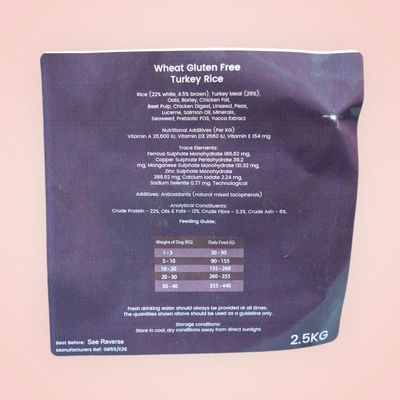 Wheat Gluten Free
Turkey Rice
Rice (22% white, 4.5% brown), Turkey Meal (26%),
Oats, Barley, Chicken Fat,
Beet Pulp, Chicken Digest, Linseed, Peas,
Lucerne, Salmon Oil, Minerals,
Seaweed, Prebiotic FOS, Yucca Extract
Nutritional Additives (Per KG)
Vitamin A 26,600 IU, Vitamin D3 2660 IU, Vitamin E 154 mg
Trace Elements:
Ferrous Sulphate Monohydrate 188.62 mg,
Copper Sulphate Pentahydrate 39.2
mg, Manganese Sulphate Monohydrate 131.32 mg,
Zinc Sulphate Monohydrate
388.92 mg, Calcium Iodate 2.24 mg,
Sodium Selenite 0.77 mg, Technological
Additives: Antioxidants (natural mixed tocopherols)
Analytical Constituents:
Crude Protein - 22%, Oils & Fats - 12%, Crude Fibre - 3.3%, Crude Ash - 8%.
Feeding Guide:
Weight of Dog (KG) Daily Feed (G)
1 - 5 30 - 90
5 - 10 90 - 155
10 - 20 155 - 260
20 - 30 260 - 355
30 - 40 355 - 440
Fresh drinking water should always be provided at all times.
The quantities shown above should be used as a guideline only.
Storage conditions:
Store in cool, dry conditions away from direct sunlight.
Best Before: See Reverse
Manufacturers Ref: GB55/E26
2.5KG